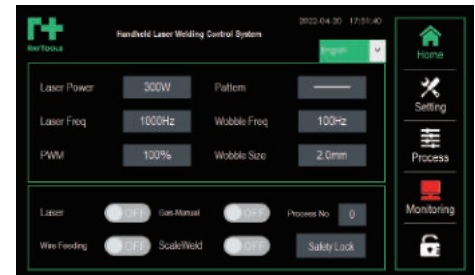 2022-04-20 17:51:40
Handheld Laser Welding Control System
RAYTOOLS
English
Home
Laser Power 300W Pattern
Setting
Laser Freq 1000Hz Wobble Freq 100Hz
PWM 100% Wobble Size 2.0mm
Process
Laser OFF Gas-Manual OFF Process No 0
Monitoring
Wire Feeding OFF ScaleWeld OFF Safety Lock